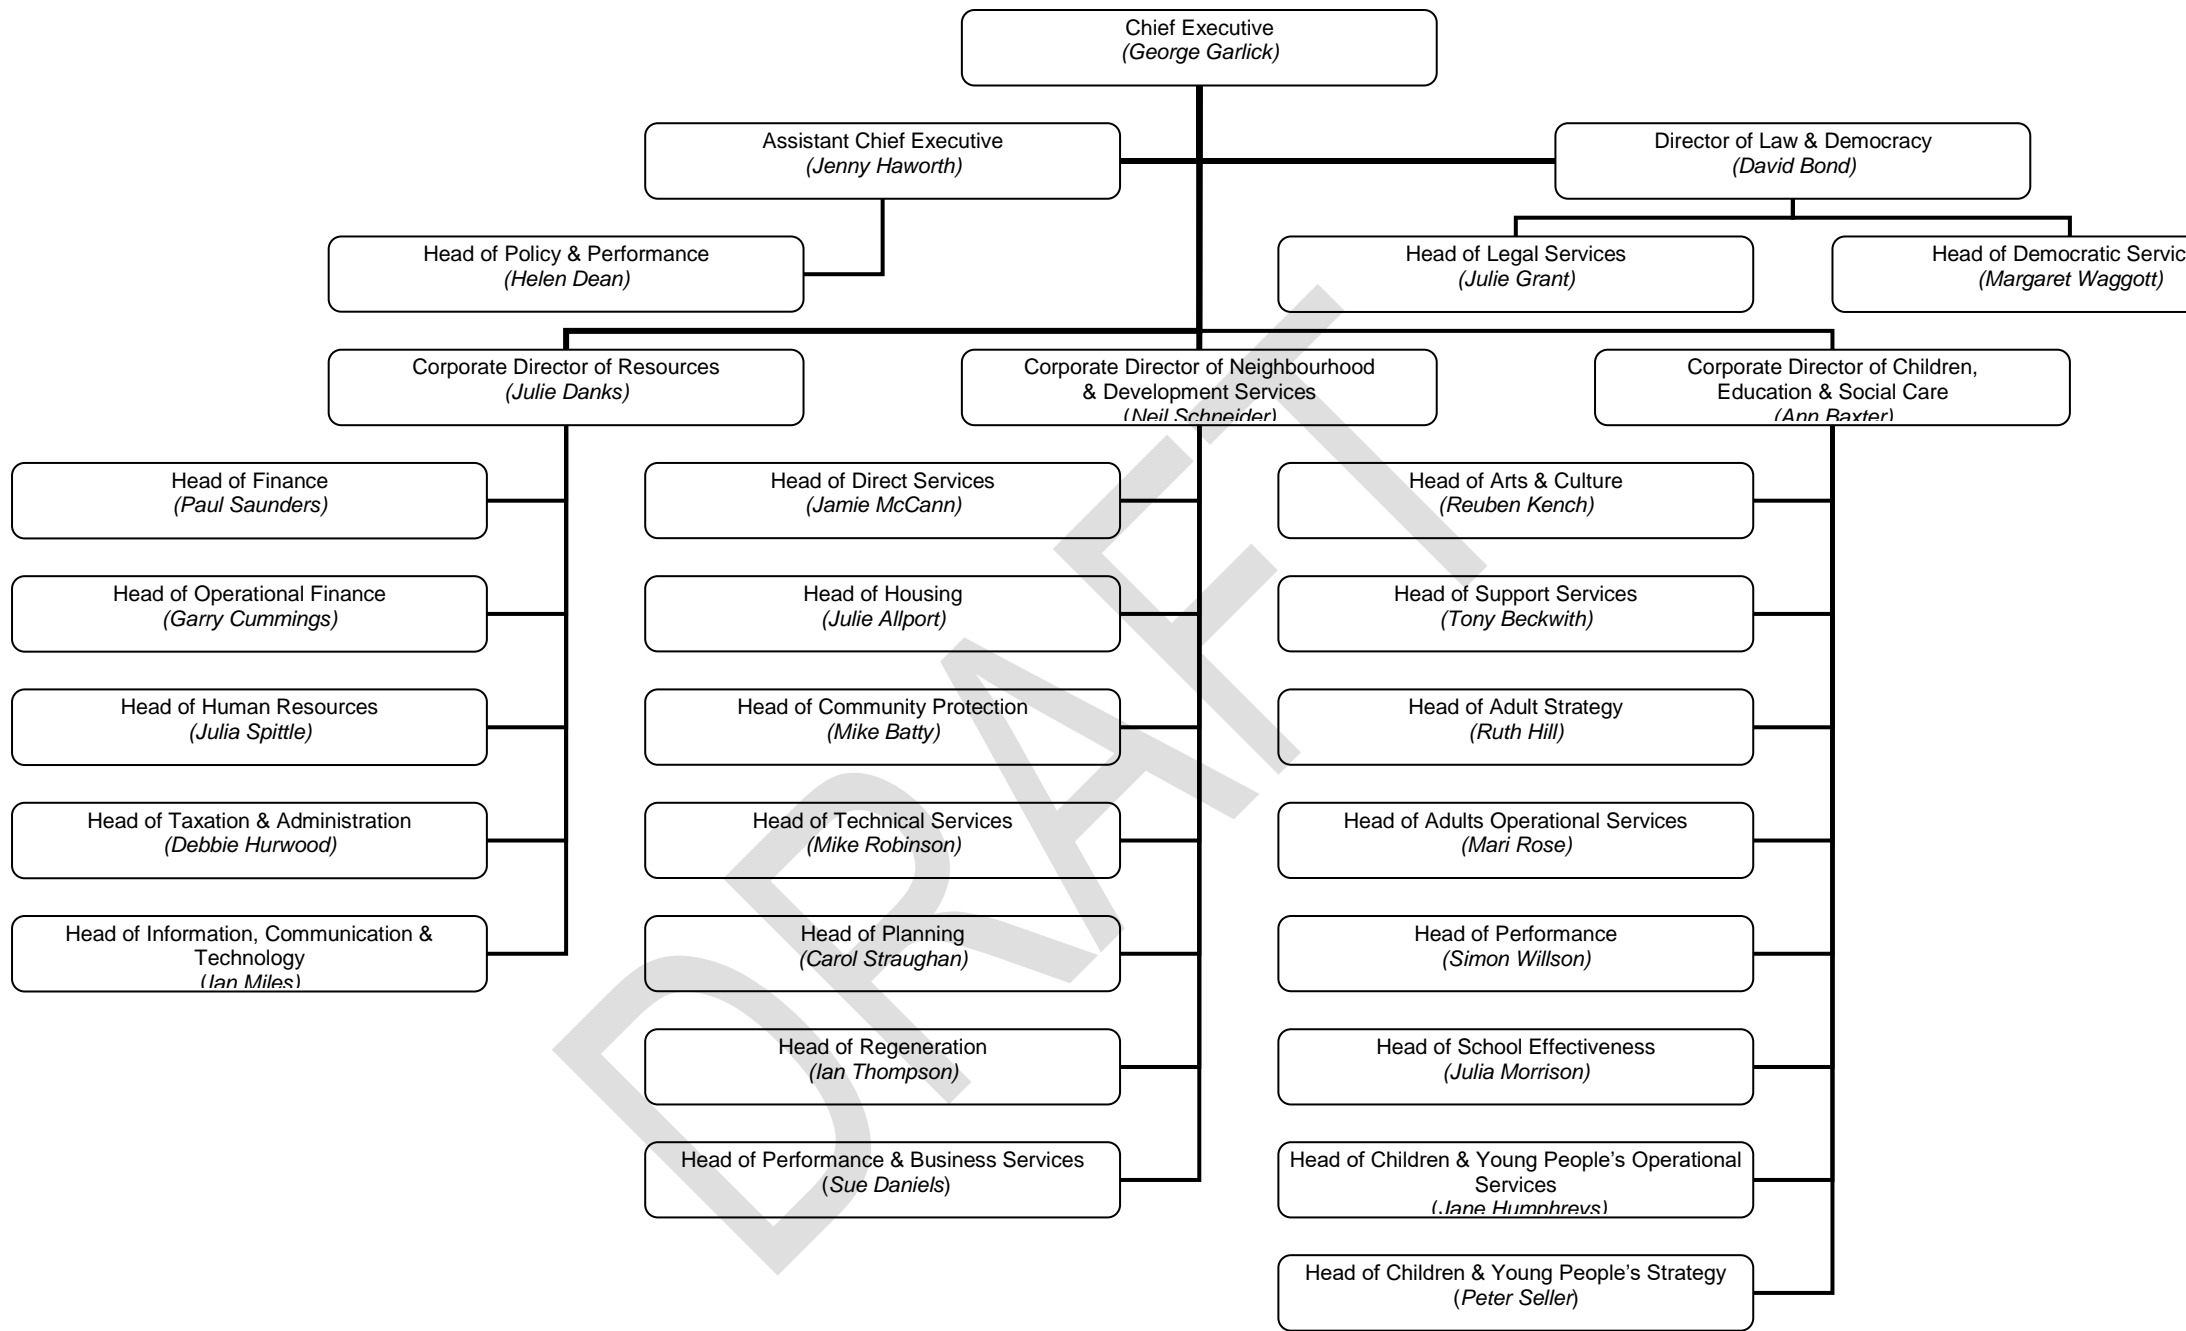 Chief Executive
(George Garlick)
Assistant Chief Executive
(Jenny Haworth)
Director of Law & Democracy
(David Bond)
Head of Policy & Performance
(Helen Dean)
Head of Legal Services
(Julie Grant)
Head of Democratic Servic
(Margaret Waggott)
Corporate Director of Resources
(Julie Danks)
Corporate Director of Neighbourhood
& Development Services
(Neil Schneider)
Corporate Director of Children,
Education & Social Care
(Ann Baxter)
Head of Finance
(Paul Saunders)
Head of Operational Finance
(Garry Cummings)
Head of Human Resources
(Julia Spittle)
Head of Taxation & Administration
(Debbie Hurwood)
Head of Information, Communication &
Technology
(Ian Miles)
Head of Direct Services
(Jamie McCann)
Head of Housing
(Julie Allport)
Head of Community Protection
(Mike Batty)
Head of Technical Services
(Mike Robinson)
Head of Planning
(Carol Straughan)
Head of Regeneration
(Ian Thompson)
Head of Performance & Business Services
(Sue Daniels)
Head of Arts & Culture
(Reuben Kench)
Head of Support Services
(Tony Beckwith)
Head of Adult Strategy
(Ruth Hill)
Head of Adults Operational Services
(Mari Rose)
Head of Performance
(Simon Willson)
Head of School Effectiveness
(Julia Morrison)
Head of Children & Young People’s Operational
Services
(Jane Humphreys)
Head of Children & Young People’s Strategy
(Peter Seller)
DRAFT